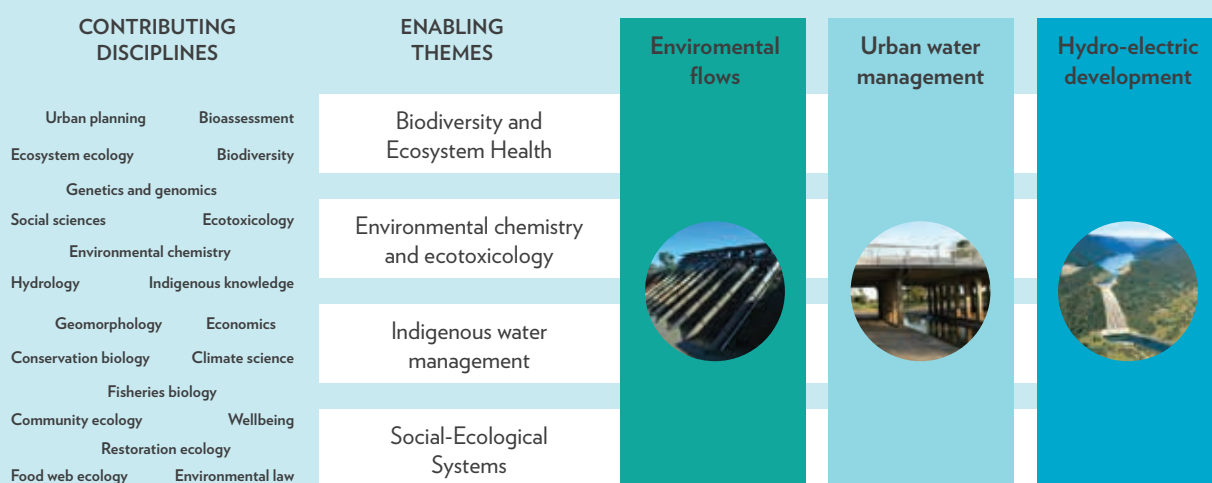 CONTRIBUTING
DISCIPLINES
Urban planning Bioassessment
Ecosystem ecology Biodiversity
Genetics and genomics
Social sciences Ecotoxicology
Environmental chemistry
Hydrology Indigenous knowledge
Geomorphology Economics
Conservation biology Climate science
Fisheries biology
Community ecology Wellbeing
Restoration ecology
Food web ecology Environmental law
ENABLING
THEMES
Biodiversity and
Ecosystem Health
Environmental chemistry
and ecotoxicology
Indigenous water
management
Social-Ecological
Systems
Enviromental
flows
Urban water
management
Hydro-electric
development